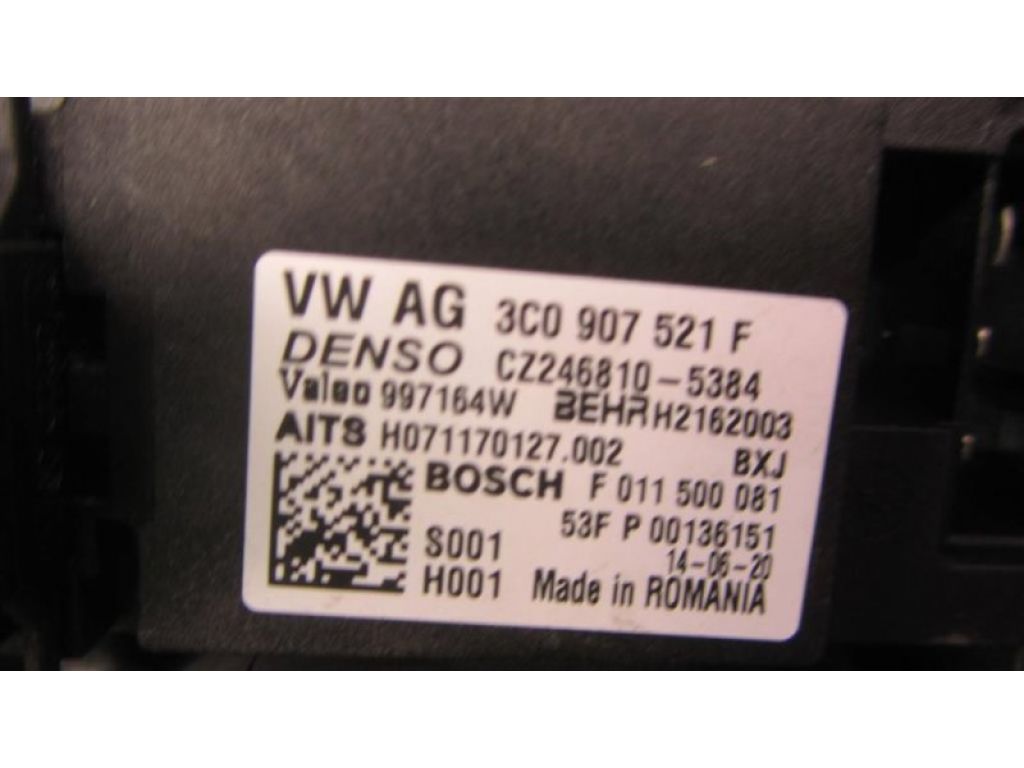 VW AG 3C0 907 521 F
DENSO CZ246810-5384
Valeo 997164W BEHR H2162003
AITS H071170127.002 BXJ
BOSCH F 011 500 081
53F P 00136151
S001 14-06-20
H001 Made in ROMANIA